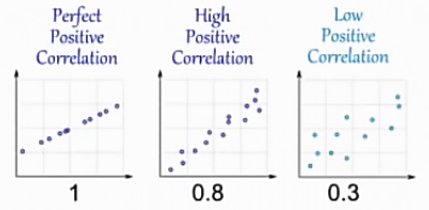 Perfect
Positive
Correlation
High
Positive
Correlation
Low
Positive
Correlation
1
0.8
0.3